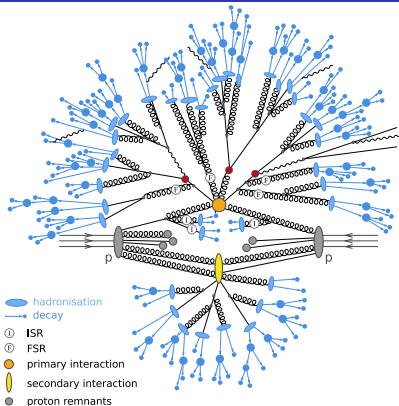 F
F
F
F
I
I
I
p
p
hadronisation
decay
I ISR
F FSR
primary interaction
secondary interaction
proton remnants